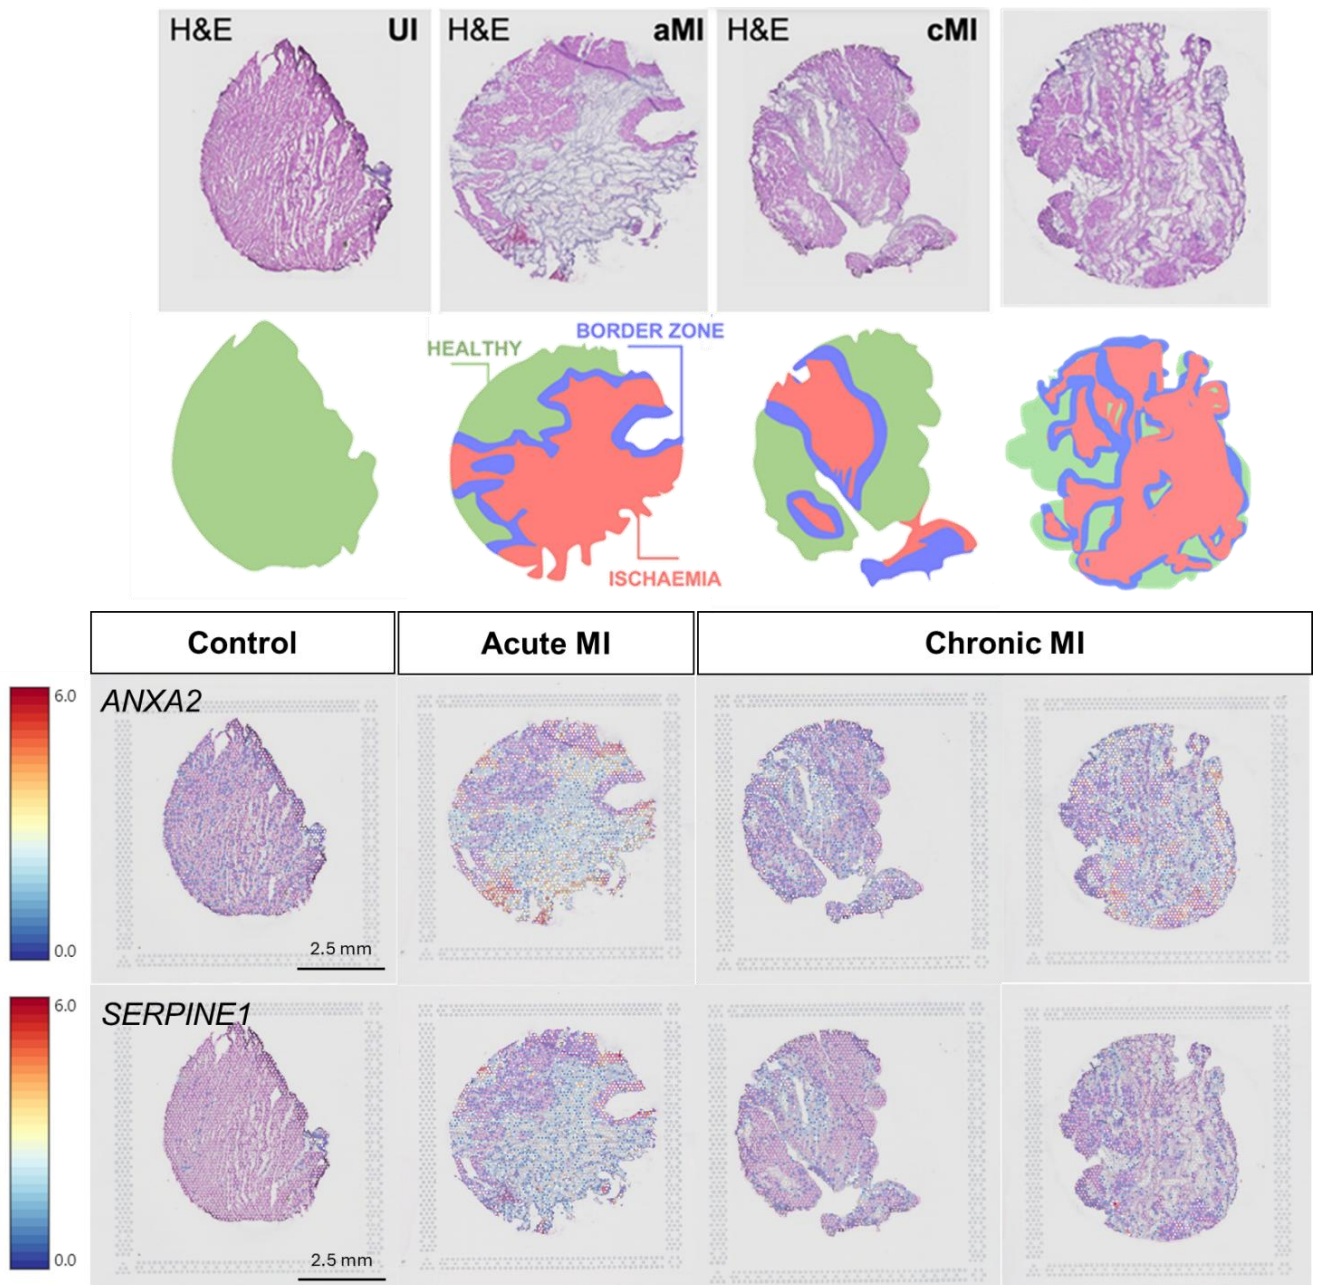 H&E UI
H&E aMI
H&E cMI
BORDER ZONE
HEALTHY
ISCHAEMIA
Control
Acute MI
Chronic MI
6.0
ANXA2
0.0
2.5 mm
6.0
SERPINE1
0.0
2.5 mm